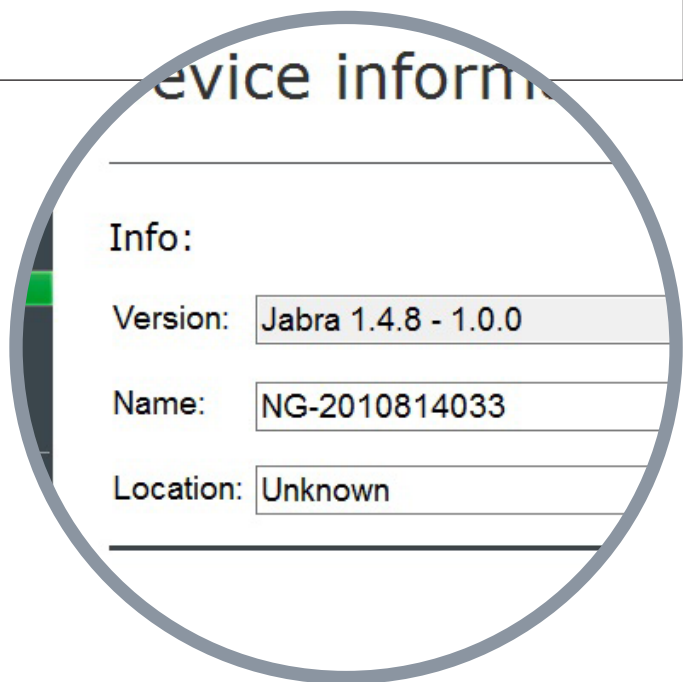 evice inform
Info:
Version: Jabra 1.4.8 - 1.0.0
Name: NG-2010814033
Location: Unknown